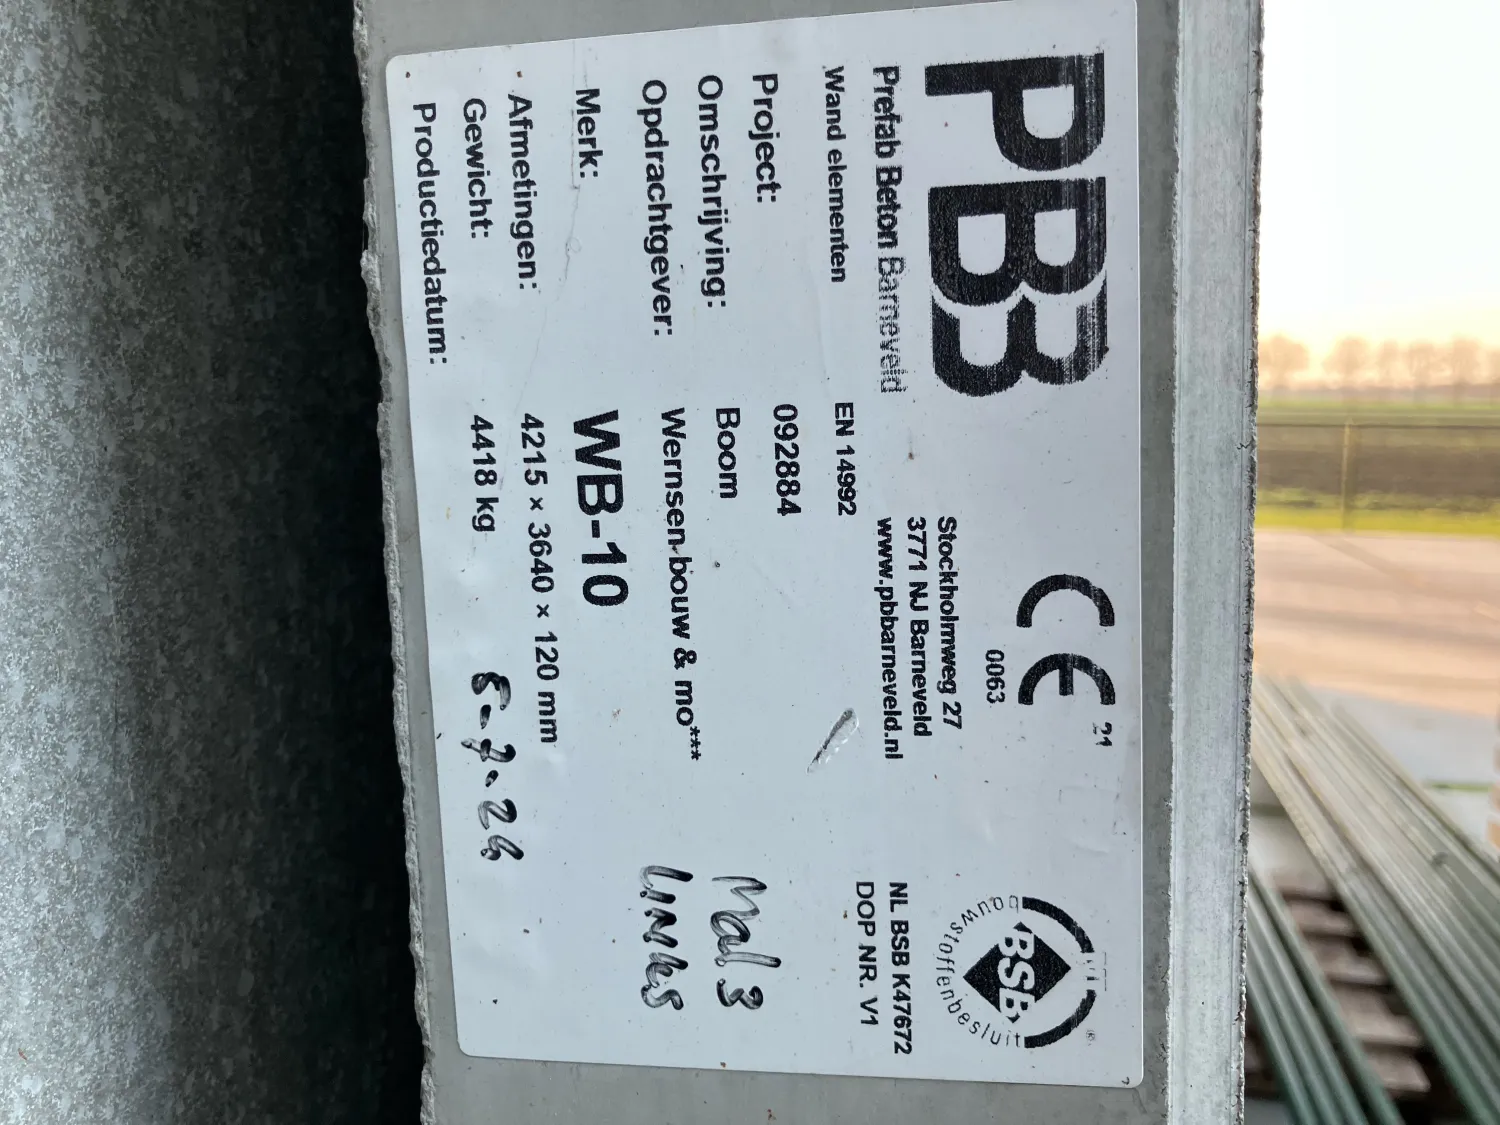 PBB
Prefab Beton Barneveld
Wand elementen
EN 14992
CE 21
0063
Stockholmweg 27
3771 NJ Barneveld
www.pbbarneveld.nl
BSB
bouwstoffenbesluit
NL BSB K47672
DOP NR. V1
Project: 092884
Omschrijving: Boom
Mal 3
Opdrachtgever: Wernsen-bouw & mo***
LINKS
Merk: WB-10
Afmetingen: 4215 × 3640 × 120 mm
Gewicht: 4418 kg
Productiedatum: